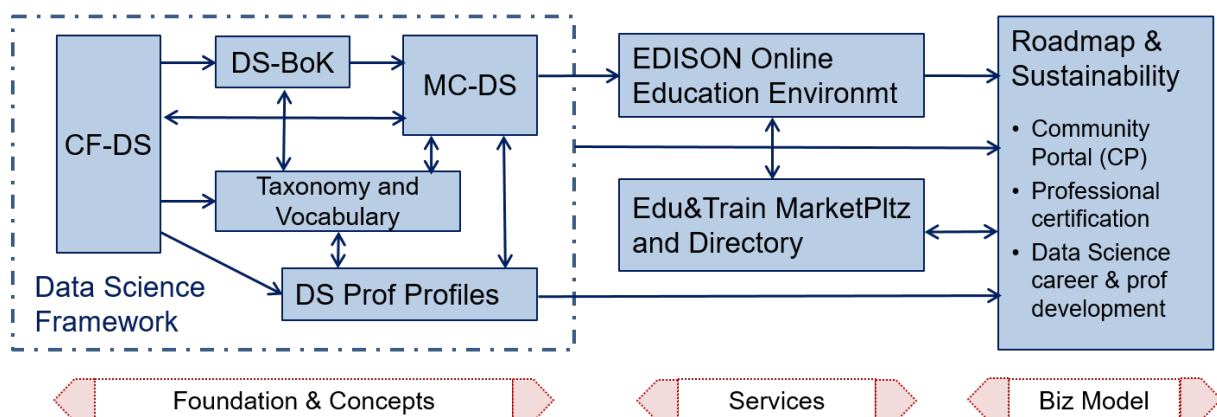 CF-DS
DS-BoK
MC-DS
Taxonomy and
Vocabulary
DS Prof Profiles
Data Science
Framework
EDISON Online
Education Environmt
Edu&Train MarketPltz
and Directory
Roadmap &
Sustainability
• Community
Portal (CP)
• Professional
certification
• Data Science
career & prof
development
Foundation & Concepts
Services
Biz Model